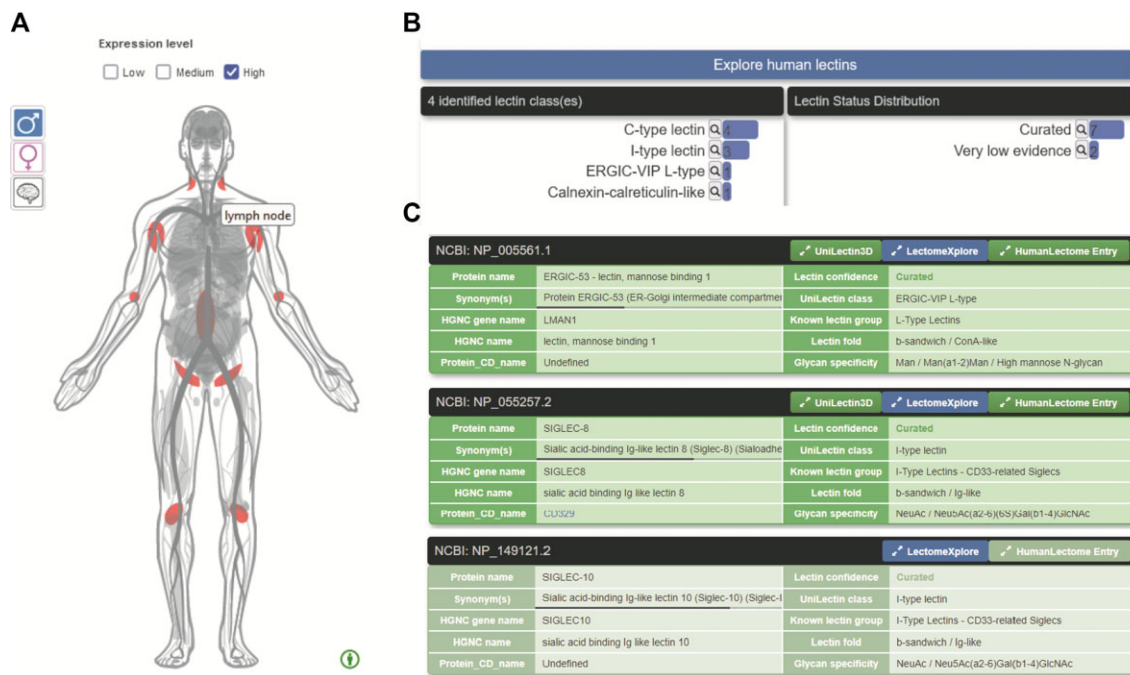 A
Expression level
Low Medium High
lymph node
B
Explore human lectins
4 identified lectin class(es)
C-type lectin 4
I-type lectin 3
ERGIC-VIP L-type 1
Calnexin-calreticulin-like 1
Lectin Status Distribution
Curated 7
Very low evidence 2
C
NCBI: NP_005561.1 UniLectin3D LectomeXplore HumanLectome Entry
Protein name ERGIC-53 - lectin, mannose binding 1 Lectin confidence Curated
Synonym(s) Protein ERGIC-53 (ER-Golgi intermediate compartme UniLectin class ERGIC-VIP L-type
HGNC gene name LMAN1 Known lectin group L-Type Lectins
HGNC name lectin, mannose binding 1 Lectin fold b-sandwich / ConA-like
Protein_CD_name Undefined Glycan specificity Man / Man(a1-2)Man / High mannose N-glycan
NCBI: NP_055257.2 UniLectin3D LectomeXplore HumanLectome Entry
Protein name SIGLEC-8 Lectin confidence Curated
Synonym(s) Sialic acid-binding Ig-like lectin 8 (Siglec-8) (Sialoadhe UniLectin class I-type lectin
HGNC gene name SIGLEC8 Known lectin group I-Type Lectins - CD33-related Siglecs
HGNC name sialic acid binding Ig like lectin 8 Lectin fold b-sandwich / Ig-like
Protein_CD_name CD329 Glycan specificity NeuAc / Neu5Ac(a2-6)(6S)Gal(b1-4)GlcNAc
NCBI: NP_149121.2 LectomeXplore HumanLectome Entry
Protein name SIGLEC-10 Lectin confidence Curated
Synonym(s) Sialic acid-binding Ig-like lectin 10 (Siglec-10) (Siglec-l UniLectin class I-type lectin
HGNC gene name SIGLEC10 Known lectin group I-Type Lectins - CD33-related Siglecs
HGNC name sialic acid binding Ig like lectin 10 Lectin fold b-sandwich / Ig-like
Protein_CD_name Undefined Glycan specificity NeuAc / Neu5Ac(a2-6)Gal(b1-4)GlcNAc